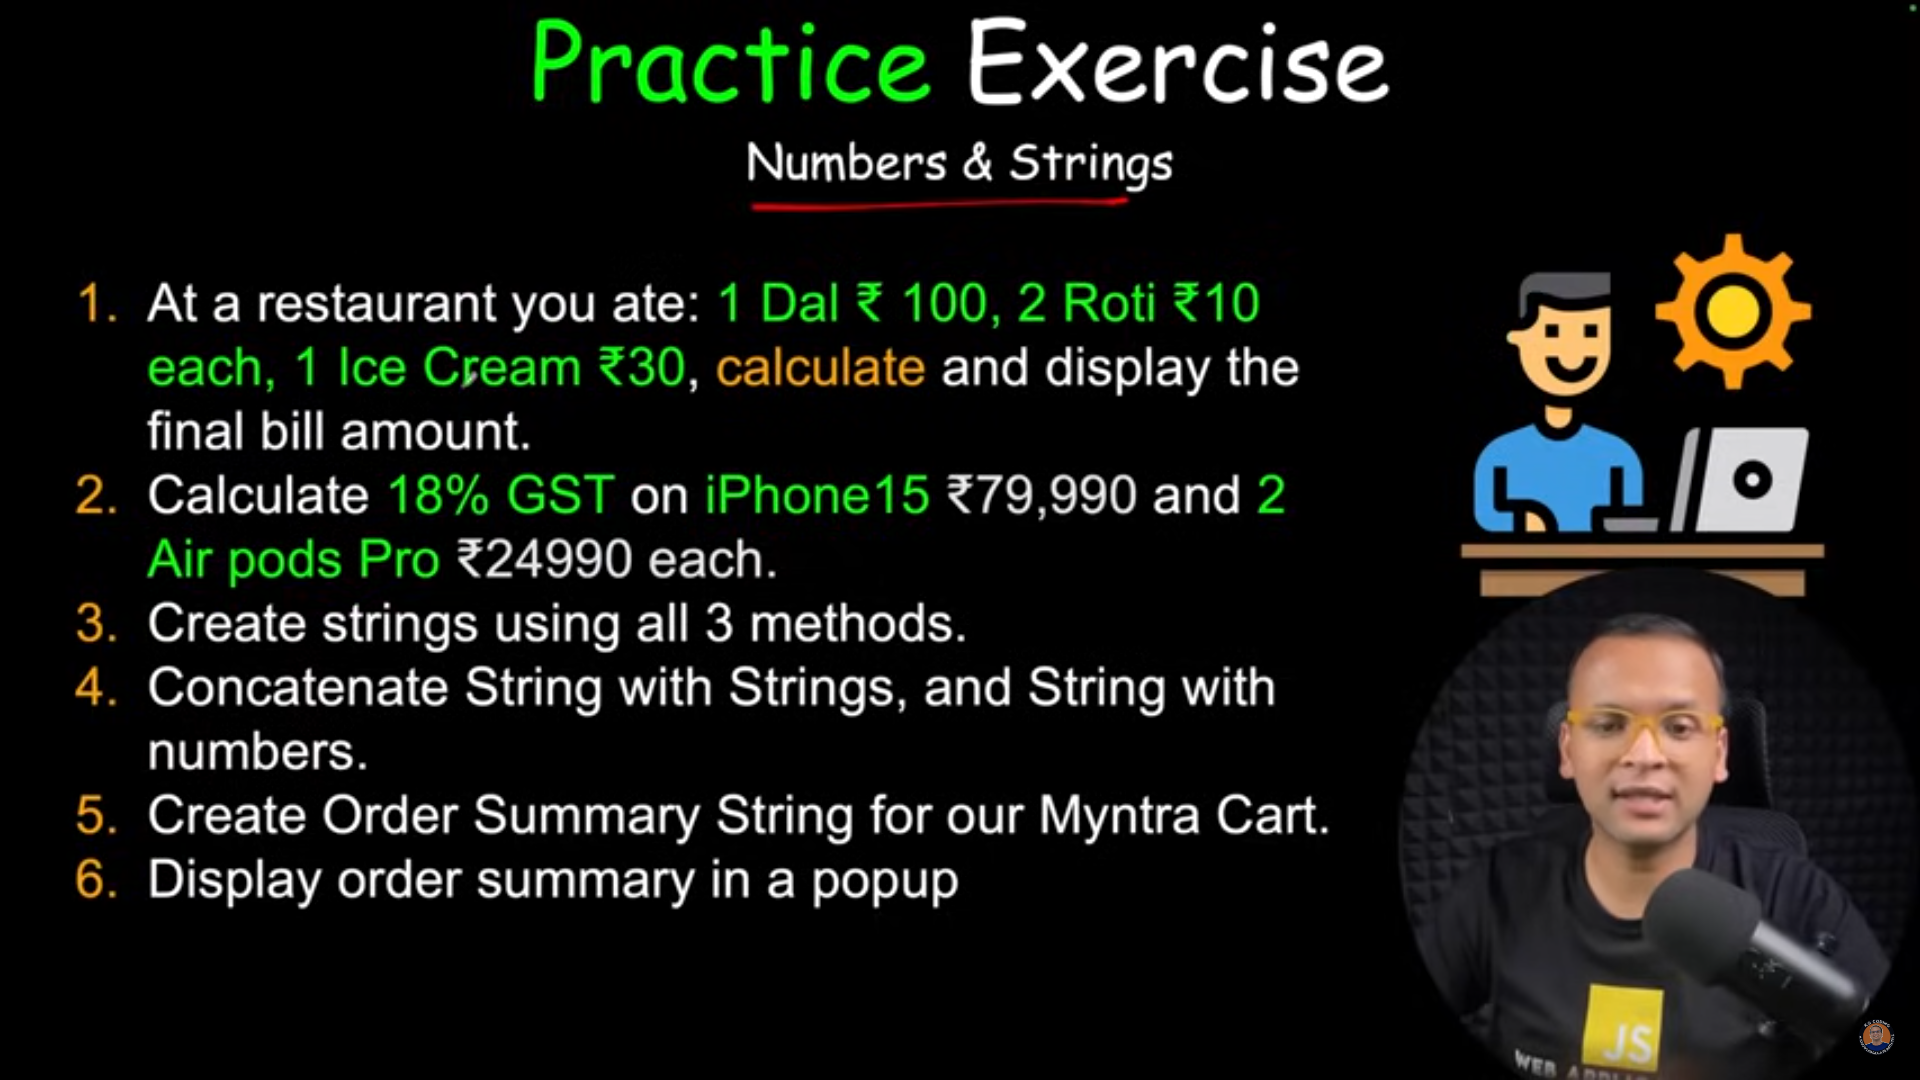 Practice Exercise
Numbers & Strings
1. At a restaurant you ate: 1 Dal ₹ 100, 2 Roti ₹10
each, 1 Ice Cream ₹30, calculate and display the
final bill amount.
2. Calculate 18% GST on iPhone15 ₹79,990 and 2
Air pods Pro ₹24990 each.
3. Create strings using all 3 methods.
4. Concatenate String with Strings, and String with
numbers.
5. Create Order Summary String for our Myntra Cart.
6. Display order summary in a popup
JS
WEB